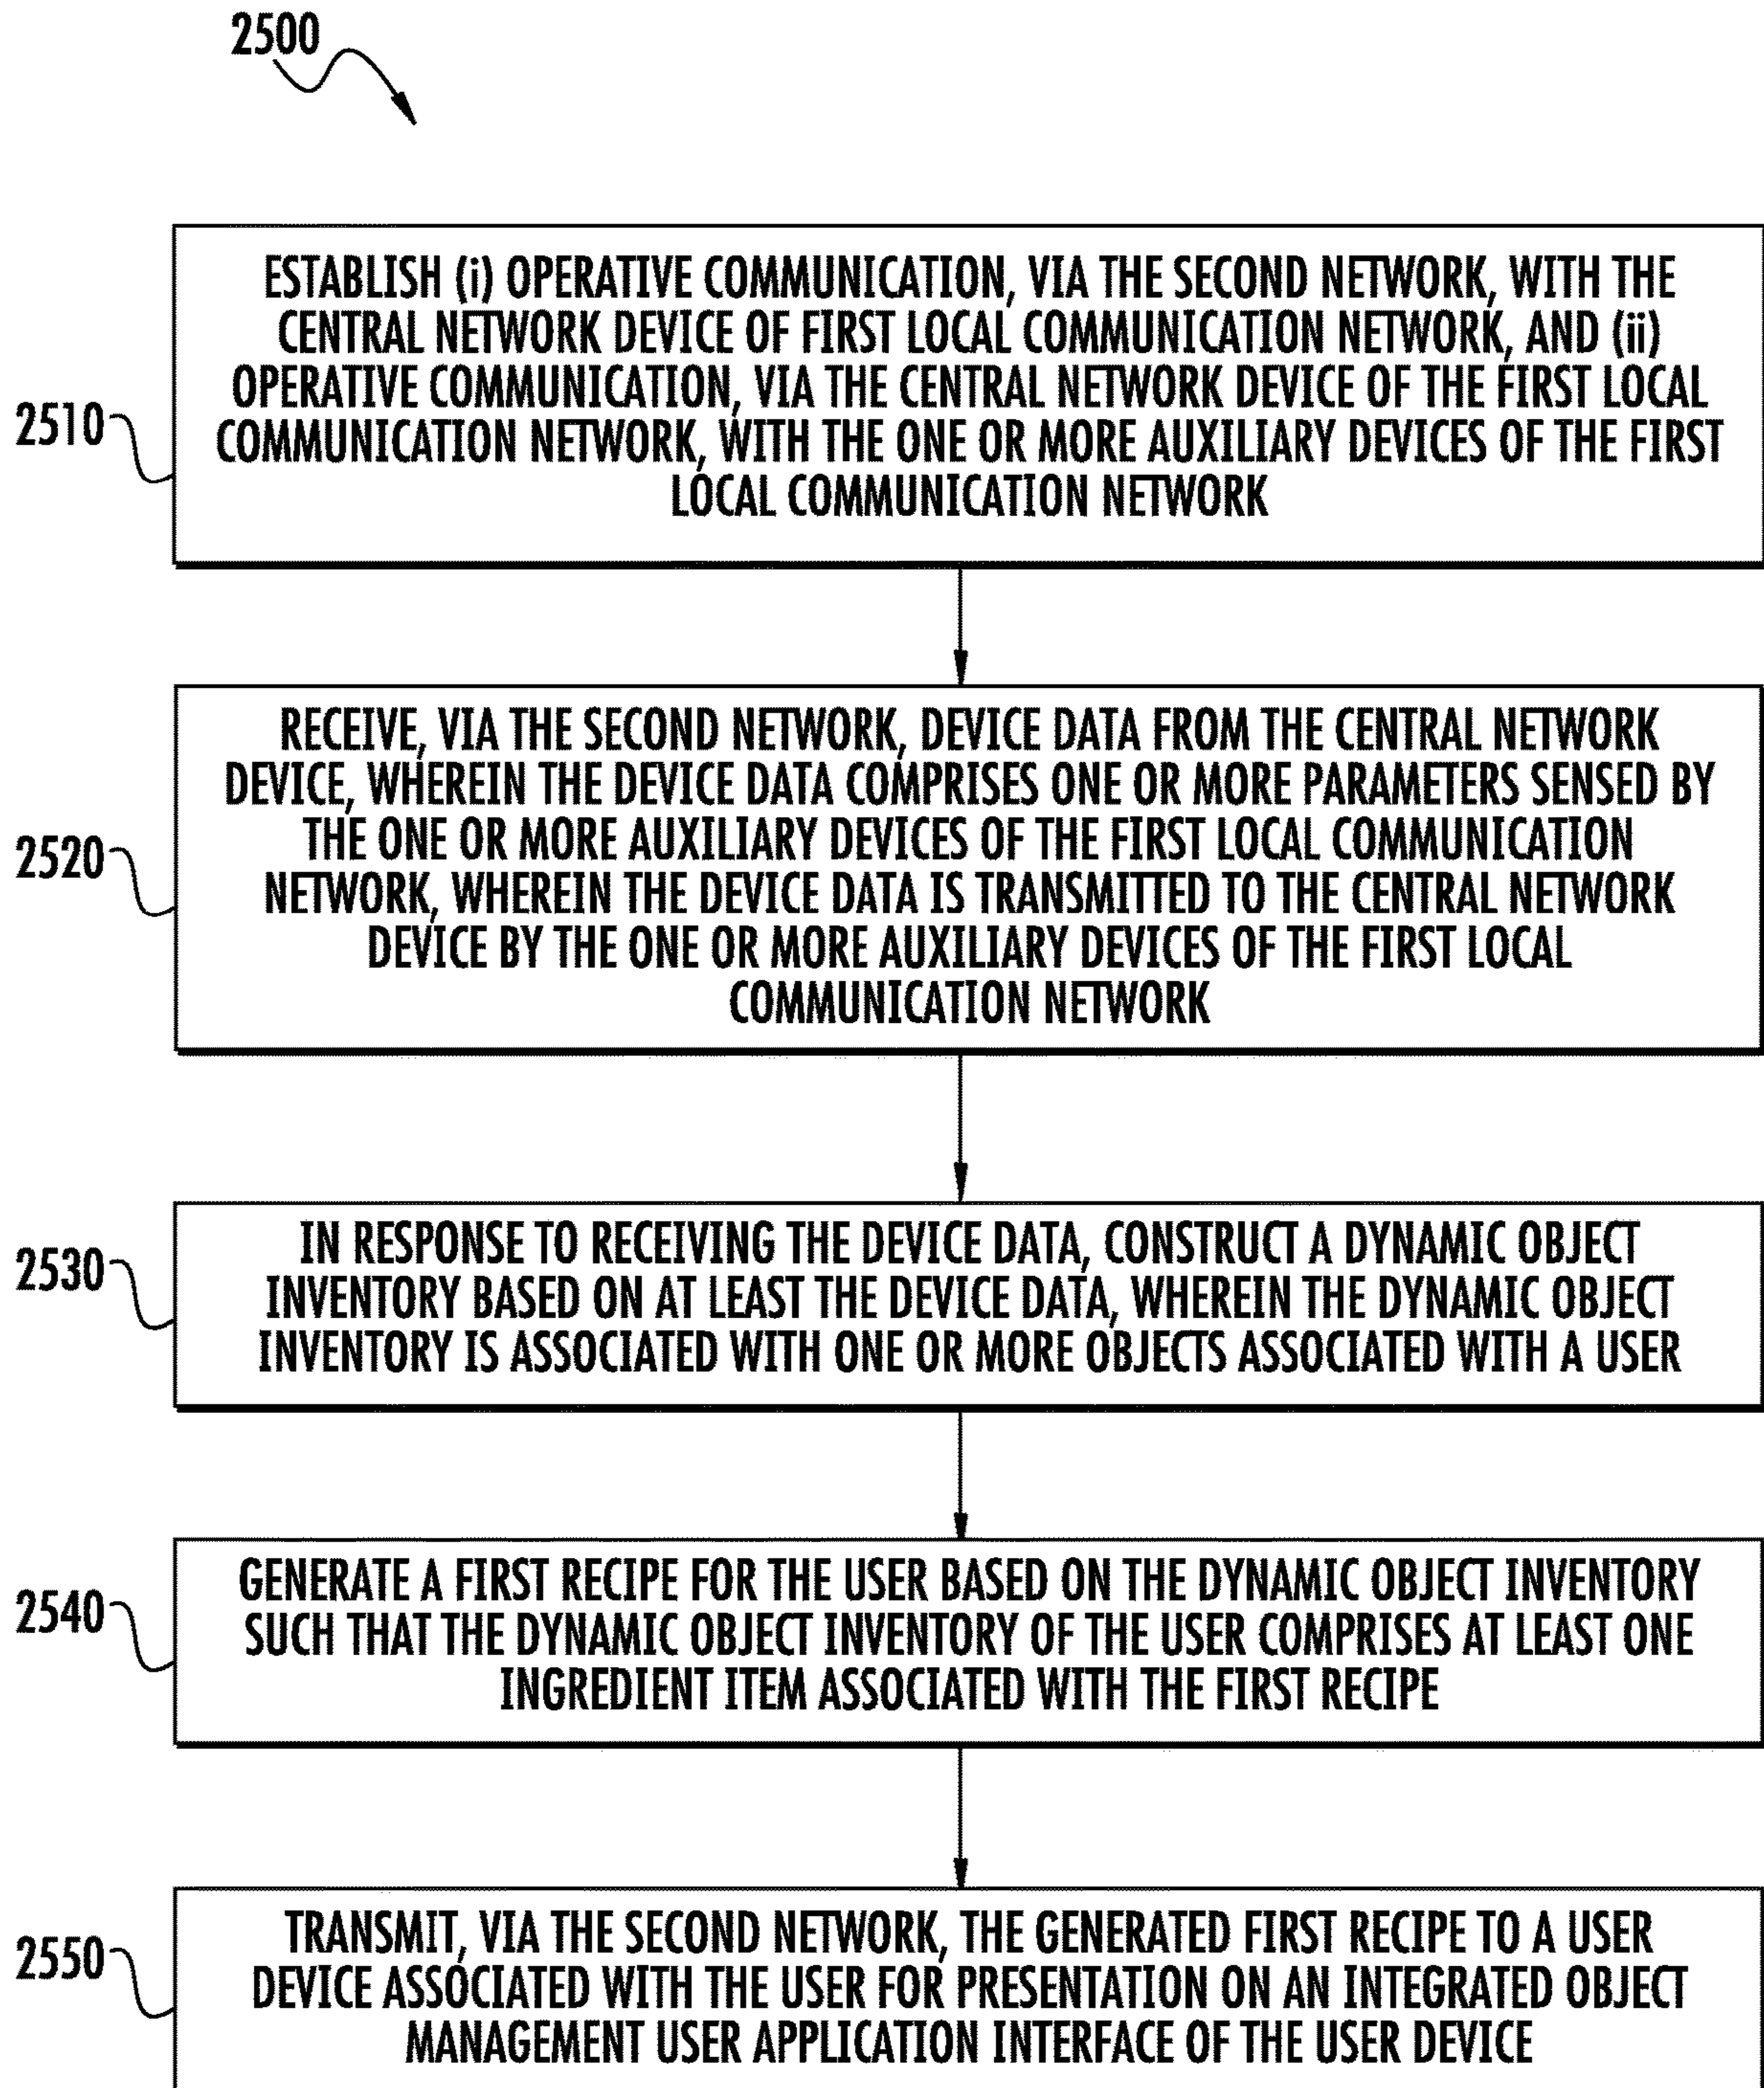 2500
ESTABLISH (i) OPERATIVE COMMUNICATION, VIA THE SECOND NETWORK, WITH THE
CENTRAL NETWORK DEVICE OF FIRST LOCAL COMMUNICATION NETWORK, AND (ii)
OPERATIVE COMMUNICATION, VIA THE CENTRAL NETWORK DEVICE OF THE FIRST LOCAL
COMMUNICATION NETWORK, WITH THE ONE OR MORE AUXILIARY DEVICES OF THE FIRST
LOCAL COMMUNICATION NETWORK
2510
RECEIVE, VIA THE SECOND NETWORK, DEVICE DATA FROM THE CENTRAL NETWORK
DEVICE, WHEREIN THE DEVICE DATA COMPRISES ONE OR MORE PARAMETERS SENSED BY
THE ONE OR MORE AUXILIARY DEVICES OF THE FIRST LOCAL COMMUNICATION
NETWORK, WHEREIN THE DEVICE DATA IS TRANSMITTED TO THE CENTRAL NETWORK
DEVICE BY THE ONE OR MORE AUXILIARY DEVICES OF THE FIRST LOCAL
COMMUNICATION NETWORK
2520
IN RESPONSE TO RECEIVING THE DEVICE DATA, CONSTRUCT A DYNAMIC OBJECT
INVENTORY BASED ON AT LEAST THE DEVICE DATA, WHEREIN THE DYNAMIC OBJECT
INVENTORY IS ASSOCIATED WITH ONE OR MORE OBJECTS ASSOCIATED WITH A USER
2530
GENERATE A FIRST RECIPE FOR THE USER BASED ON THE DYNAMIC OBJECT INVENTORY
SUCH THAT THE DYNAMIC OBJECT INVENTORY OF THE USER COMPRISES AT LEAST ONE
INGREDIENT ITEM ASSOCIATED WITH THE FIRST RECIPE
2540
TRANSMIT, VIA THE SECOND NETWORK, THE GENERATED FIRST RECIPE TO A USER
DEVICE ASSOCIATED WITH THE USER FOR PRESENTATION ON AN INTEGRATED OBJECT
MANAGEMENT USER APPLICATION INTERFACE OF THE USER DEVICE
2550